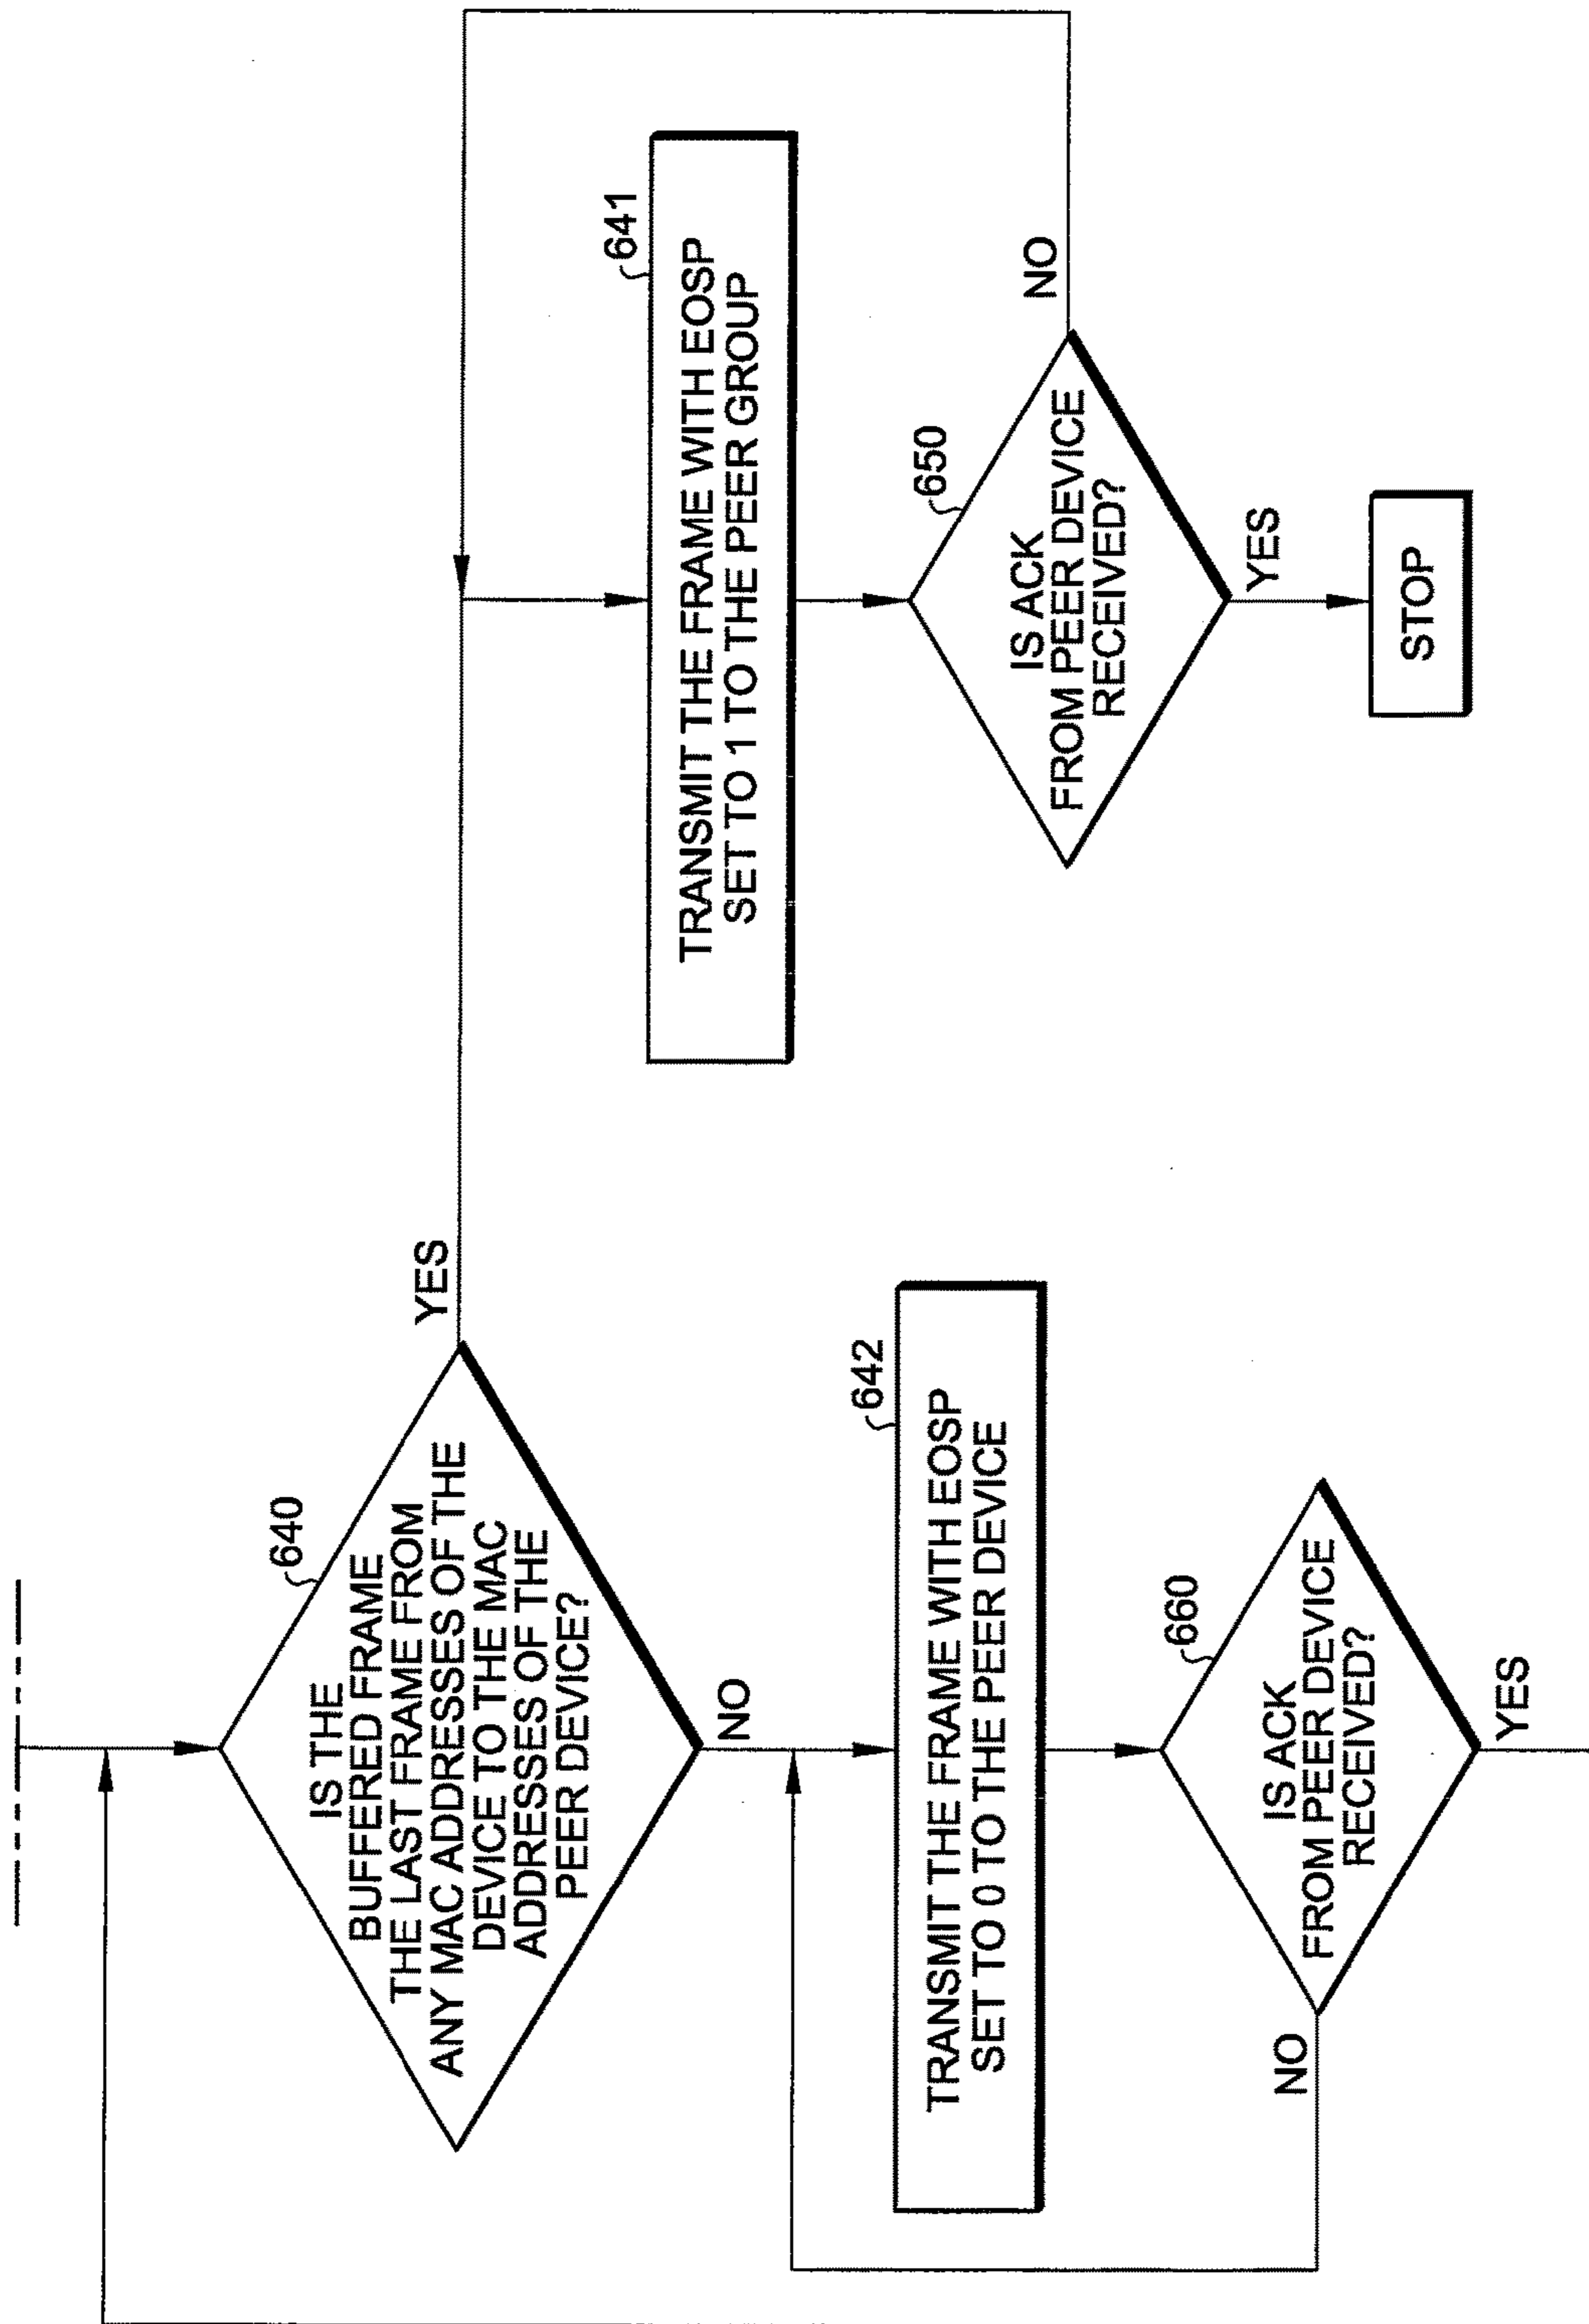 640
IS THE
BUFFERED FRAME
THE LAST FRAME FROM
ANY MAC ADDRESSES OF THE
DEVICE TO THE MAC
ADDRESSES OF THE
PEER DEVICE?
YES
NO
641
TRANSMIT THE FRAME WITH EOSP
SET TO 1 TO THE PEER GROUP
650
IS ACK
FROM PEER DEVICE
RECEIVED?
NO
YES
STOP
642
TRANSMIT THE FRAME WITH EOSP
SET TO 0 TO THE PEER DEVICE
660
IS ACK
FROM PEER DEVICE
RECEIVED?
NO
YES